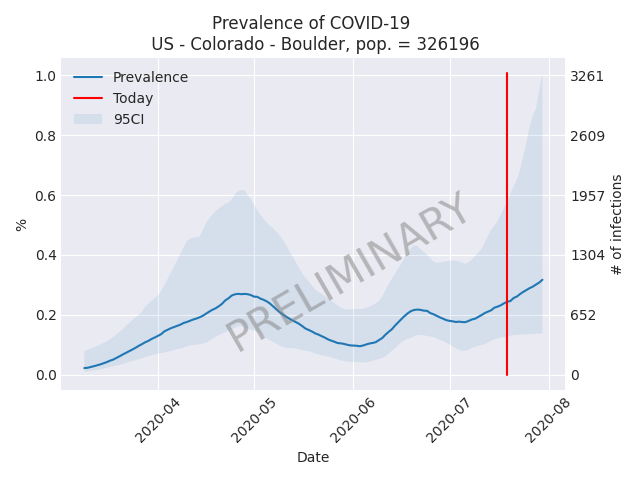 Prevalence of COVID-19
US - Colorado - Boulder, pop. = 326196
Prevalence
Today
95CI
1.0
0.8
0.6
0.4
0.2
0.0
%
3261
2609
1957
1304
652
0
# of infections
PRELIMINARY
2020-04
2020-05
2020-06
2020-07
2020-08
Date